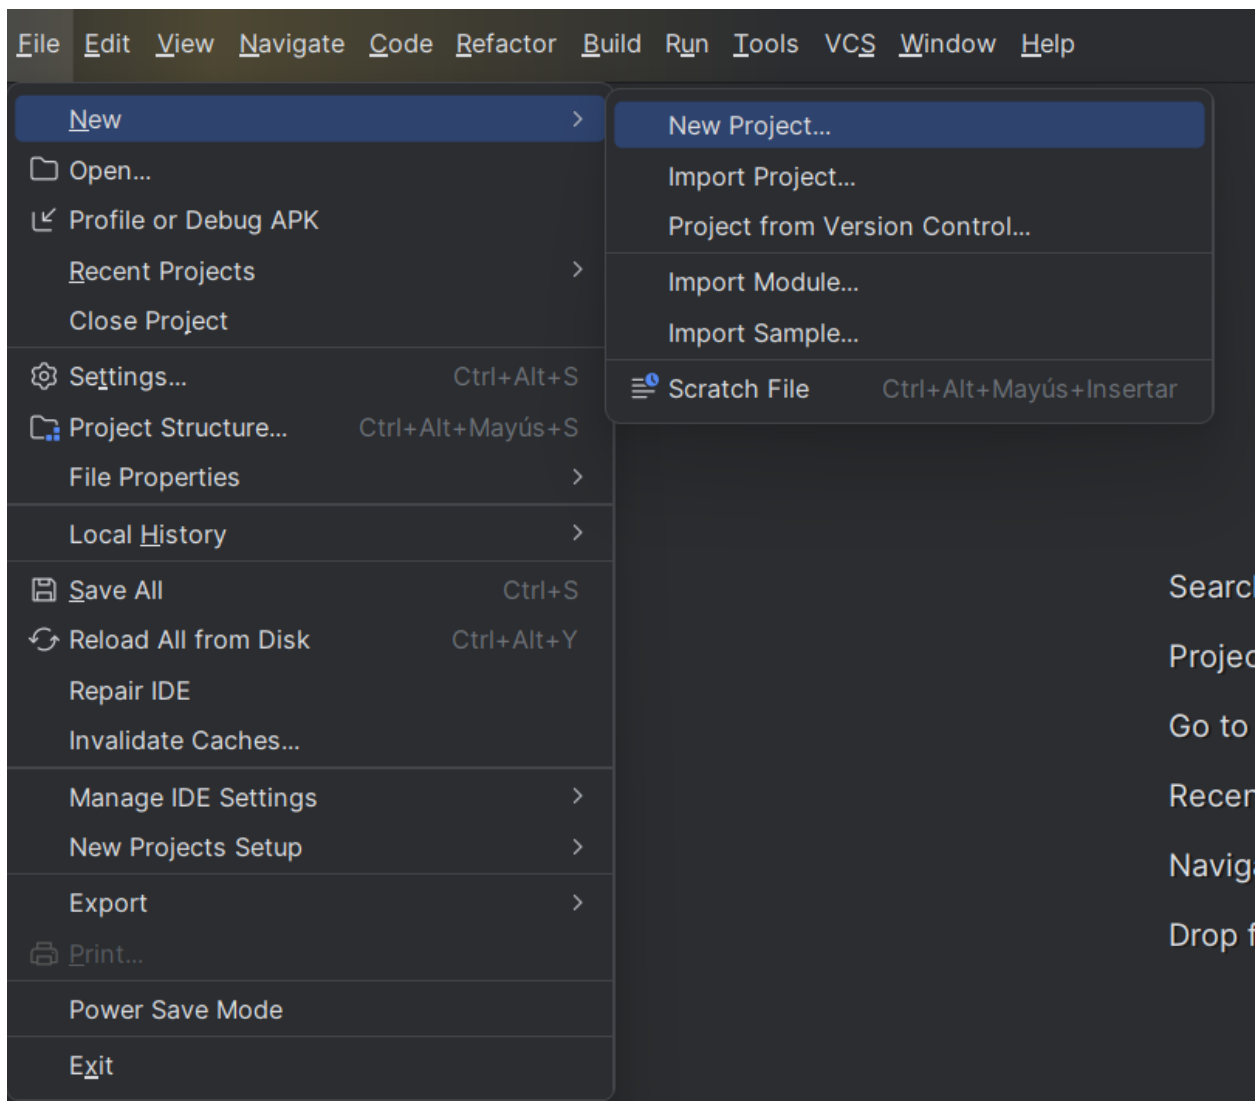 File Edit View Navigate Code Refactor Build Run Tools VCS Window Help
New
Open...
Profile or Debug APK
Recent Projects
Close Project
Settings... Ctrl+Alt+S
Project Structure... Ctrl+Alt+Mayús+S
File Properties
Local History
Save All Ctrl+S
Reload All from Disk Ctrl+Alt+Y
Repair IDE
Invalidate Caches...
Manage IDE Settings
New Projects Setup
Export
Print...
Power Save Mode
Exit
New Project...
Import Project...
Project from Version Control...
Import Module...
Import Sample...
Scratch File Ctrl+Alt+Mayús+Insertar
Go to
Drop